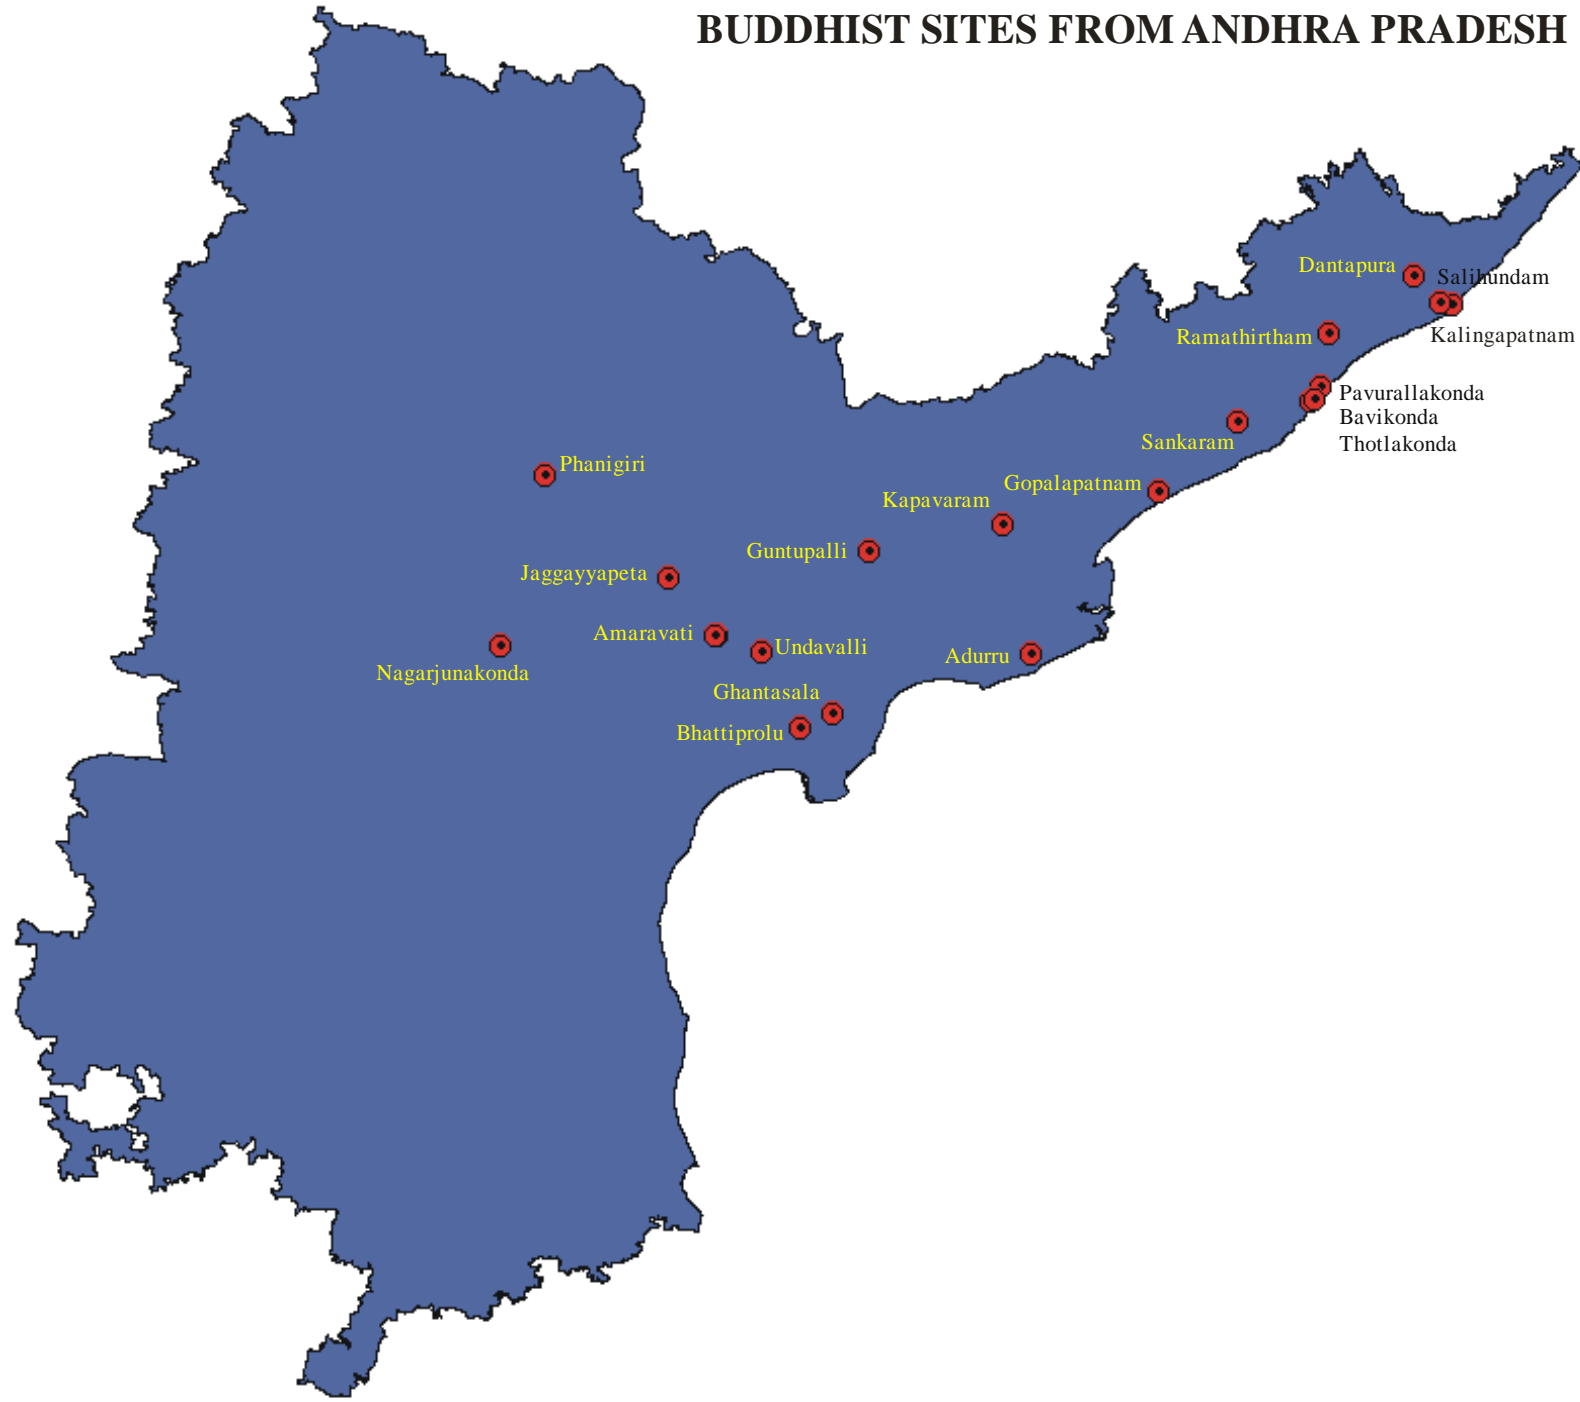 BUDDHIST SITES FROM ANDHRA PRADESH
Dantapura
Salihundam
Ramathirtham
Kalingapatnam
Pavurallakonda
Bavikonda
Thotlakonda
Sankaram
Phanigiri
Gopalapatnam
Kapavaram
Guntupalli
Jaggayyapeta
Amaravati
Undavalli
Adurru
Nagarjunakonda
Ghantasala
Bhattiprolu